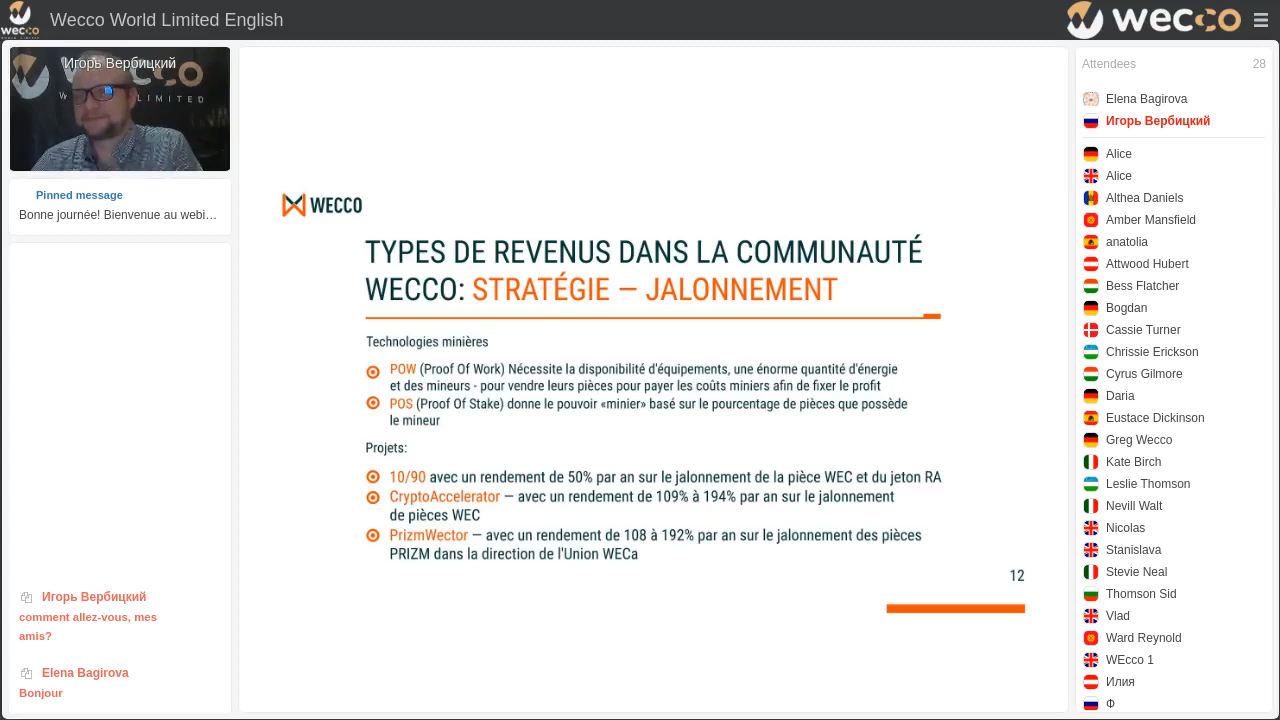 Wecco World Limited English
wecco
wecco
Игорь Вербицкий
Pinned message
Bonne journée! Bienvenue au webi…
Игорь Вербицкий
comment allez-vous, mes
amis?
Elena Bagirova
Bonjour
WECCO
TYPES DE REVENUS DANS LA COMMUNAUTÉ
WECCO: STRATÉGIE — JALONNEMENT
Technologies minières
POW (Proof Of Work) Nécessite la disponibilité d'équipements, une énorme quantité d'énergie
et des mineurs - pour vendre leurs pièces pour payer les coûts miniers afin de fixer le profit
POS (Proof Of Stake) donne le pouvoir «minier» basé sur le pourcentage de pièces que possède
le mineur
Projets:
10/90 avec un rendement de 50% par an sur le jalonnement de la pièce WEC et du jeton RA
CryptoAccelerator — avec un rendement de 109% à 194% par an sur le jalonnement
de pièces WEC
PrizmWector — avec un rendement de 108 à 192% par an sur le jalonnement des pièces
PRIZM dans la direction de l'Union WECa
12
Attendees 28
Elena Bagirova
Игорь Вербицкий
Alice
Alice
Althea Daniels
Amber Mansfield
anatolia
Attwood Hubert
Bess Flatcher
Bogdan
Cassie Turner
Chrissie Erickson
Cyrus Gilmore
Daria
Eustace Dickinson
Greg Wecco
Kate Birch
Leslie Thomson
Nevill Walt
Nicolas
Stanislava
Stevie Neal
Thomson Sid
Vlad
Ward Reynold
WEcco 1
Илия
Ф